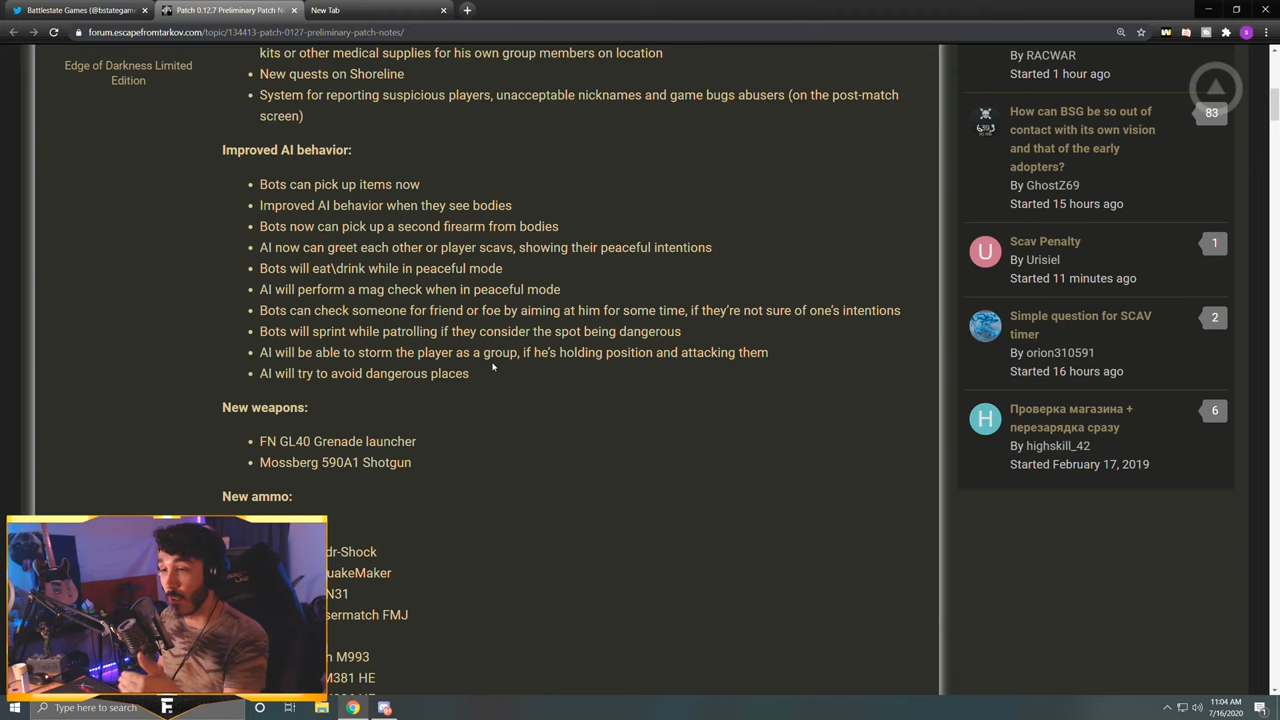 Battlestate Games (@bstategame
Patch 0.12.7 Preliminary Patch N
New Tab
forum.escapefromtarkov.com/topic/134413-patch-0127-preliminary-patch-notes/
Edge of Darkness Limited
Edition
kits or other medical supplies for his own group members on location
New quests on Shoreline
System for reporting suspicious players, unacceptable nicknames and game bugs abusers (on the post-match
screen)
Improved AI behavior:
Bots can pick up items now
Improved AI behavior when they see bodies
Bots now can pick up a second firearm from bodies
AI now can greet each other or player scavs, showing their peaceful intentions
Bots will eat\drink while in peaceful mode
AI will perform a mag check when in peaceful mode
Bots can check someone for friend or foe by aiming at him for some time, if they're not sure of one's intentions
Bots will sprint while patrolling if they consider the spot being dangerous
AI will be able to storm the player as a group, if he's holding position and attacking them
AI will try to avoid dangerous places
New weapons:
FN GL40 Grenade launcher
Mossberg 590A1 Shotgun
New ammo:
dr-Shock
uakeMaker
N31
sermatch FMJ
M993
M381 HE
By RACWAR
Started 1 hour ago
How can BSG be so out of
contact with its own vision
and that of the early
adopters?
83
By GhostZ69
Started 15 hours ago
U
Scav Penalty
1
By Urisiel
Started 11 minutes ago
Simple question for SCAV
timer
2
By orion310591
Started 16 hours ago
H
Проверка магазина +
перезарядка сразу
6
By highskill_42
Started February 17, 2019
Type here to search
11:04 AM
7/16/2020